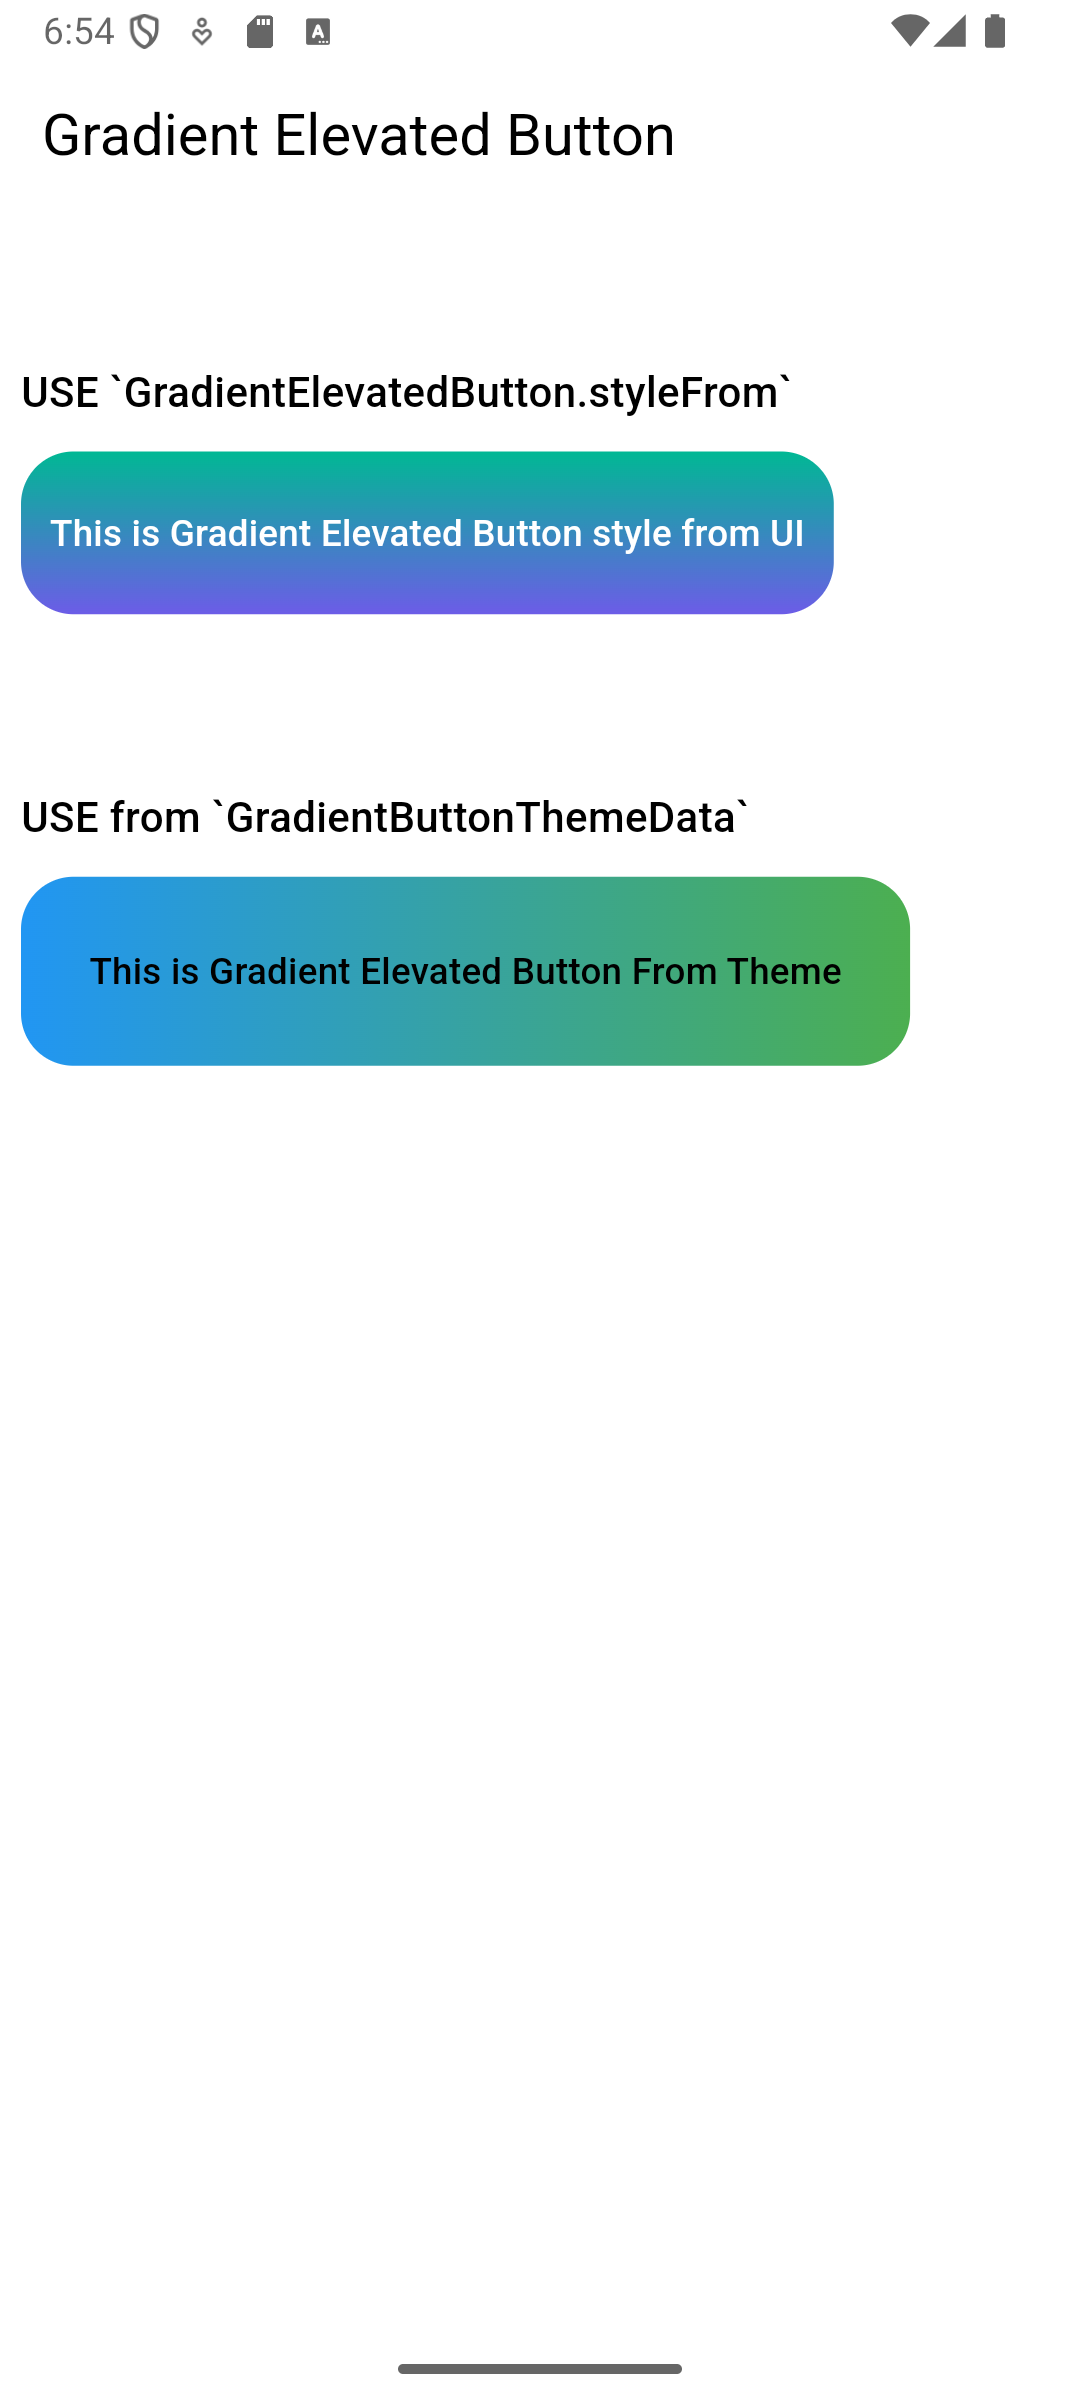 6:54
Gradient Elevated Button
USE `GradientElevatedButton.styleFrom`
This is Gradient Elevated Button style from UI
USE from `GradientButtonThemeData`
This is Gradient Elevated Button From Theme